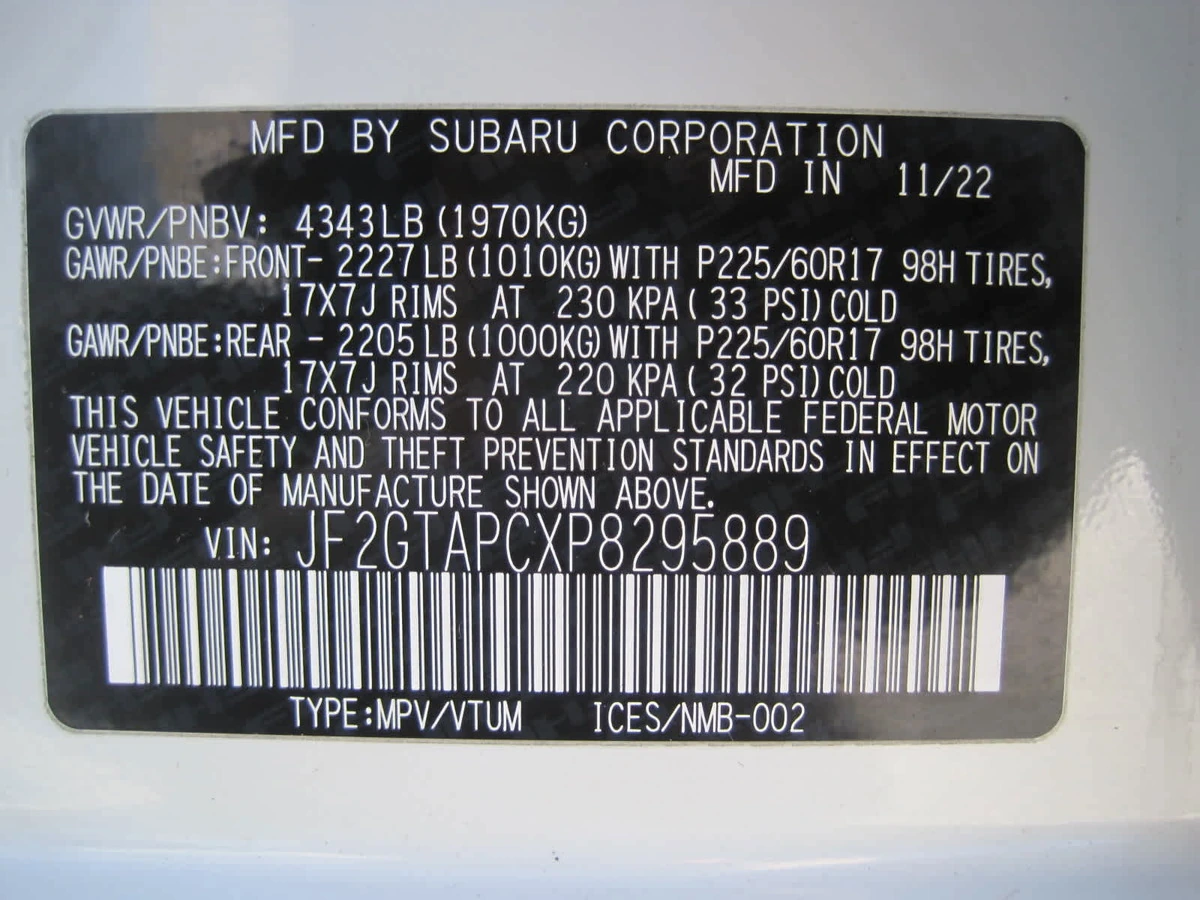 MFD BY SUBARU CORPORATION
MFD IN 11/22
GVWR/PNBV: 4343LB (1970KG)
GAWR/PNBE:FRONT- 2227 LB (1010KG) WITH P225/60R17 98H TIRES,
17X7J RIMS AT 230 KPA ( 33 PSI) COLD
GAWR/PNBE:REAR - 2205 LB (1000KG) WITH P225/60R17 98H TIRES,
17X7J RIMS AT 220 KPA ( 32 PSI) COLD
THIS VEHICLE CONFORMS TO ALL APPLICABLE FEDERAL MOTOR
VEHICLE SAFETY AND THEFT PREVENTION STANDARDS IN EFFECT ON
THE DATE OF MANUFACTURE SHOWN ABOVE.
VIN: JF2GTAPCXP8295889
TYPE:MPV/VTUM ICES/NMB-002